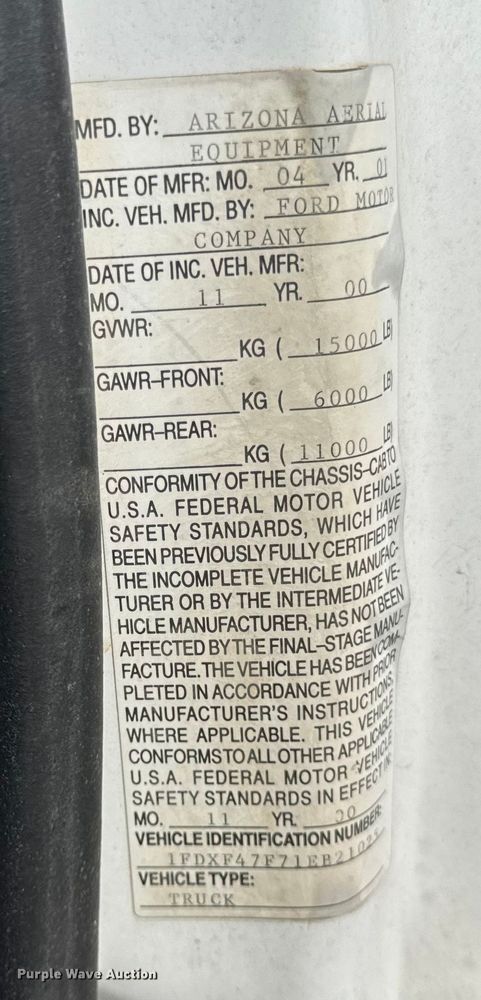 MFD. BY: ARIZONA AERIAL
EQUIPMENT
DATE OF MFR: MO. 04 YR. 01
INC. VEH. MFD. BY: FORD MOTOR
COMPANY
DATE OF INC. VEH. MFR:
MO. 11 YR. 00
GVWR:
KG ( 15000 LB)
GAWR-FRONT:
KG ( 6000 LB)
GAWR-REAR:
KG ( 11000 LB)
CONFORMITY OF THE CHASSIS-CAB TO
U.S.A. FEDERAL MOTOR VEHICLE
SAFETY STANDARDS, WHICH HAVE
BEEN PREVIOUSLY FULLY CERTIFIED BY
THE INCOMPLETE VEHICLE MANUFAC-
TURER OR BY THE INTERMEDIATE VE-
HICLE MANUFACTURER, HAS NOT BEEN
AFFECTED BY THE FINAL-STAGE MANU-
FACTURE. THE VEHICLE HAS BEEN COM-
PLETED IN ACCORDANCE WITH PRIOR
MANUFACTURER'S INSTRUCTIONS,
WHERE APPLICABLE. THIS VEHICLE
CONFORMS TO ALL OTHER APPLICABLE
U.S.A. FEDERAL MOTOR VEHICLE
SAFETY STANDARDS IN EFFECT IN
MO. 11 YR. 00
VEHICLE IDENTIFICATION NUMBER:
VEHICLE TYPE:
TRUCK
Purple Wave Auction